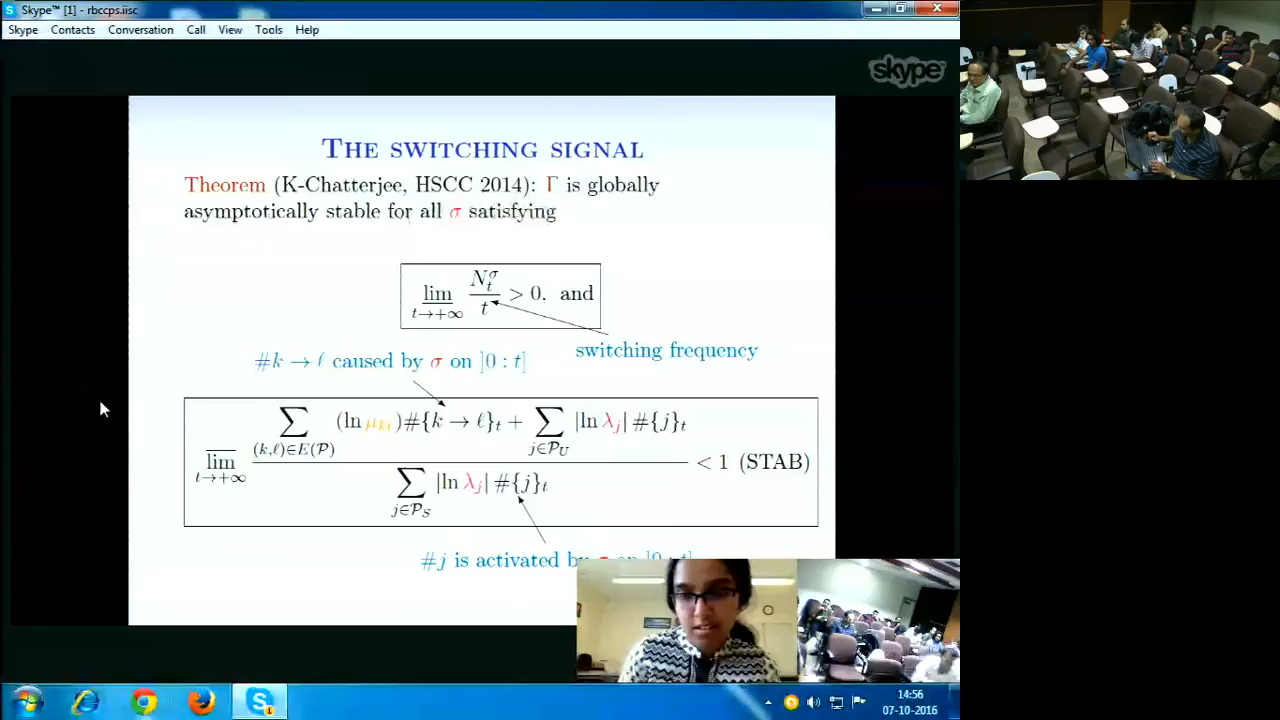 Skype™ [1] - rbccps.iisc
Skype Contacts Conversation Call View Tools Help
skype
THE SWITCHING SIGNAL
Theorem (K-Chatterjee, HSCC 2014): Γ is globally
asymptotically stable for all σ satisfying
lim t→+∞ N_t^σ / t > 0, and
switching frequency
#k → ℓ caused by σ on ]0 : t]
lim t→+∞ ∑ (k,ℓ)∈E(P) (ln μ_kℓ)#{k → ℓ}_t + ∑ j∈P_U |ln λ_j| #{j}_t / ∑ j∈P_S |ln λ_j| #{j}_t < 1 (STAB)
#j is activated by σ on ]0 : t]
14:56
07-10-2016